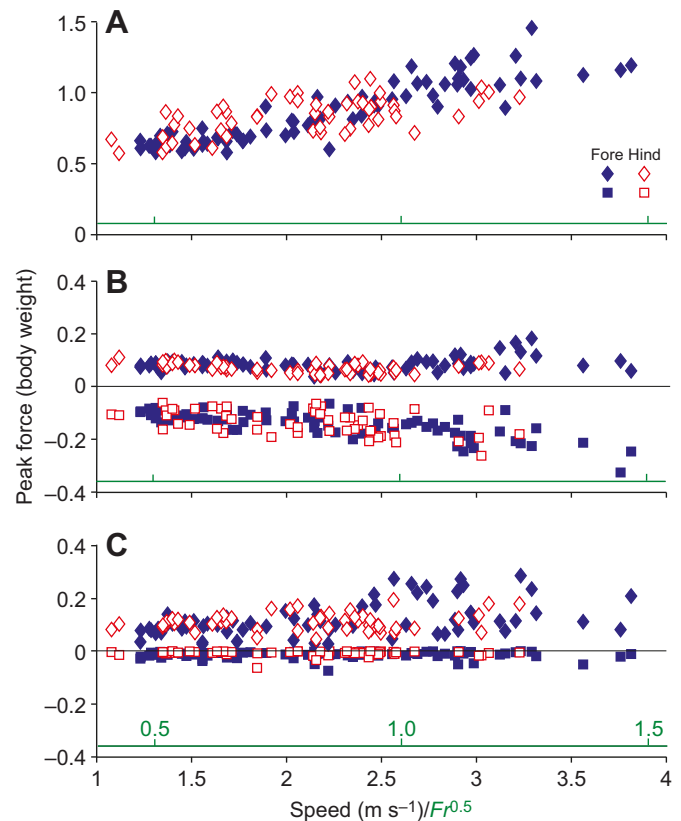 A
1.5
1.0
0.5
0
Fore Hind
Peak force (body weight)
B
0.4
0.2
0
–0.2
–0.4
C
0.4
0.2
0
–0.2
–0.4
0.5 1.0 1.5
1 1.5 2 2.5 3 3.5 4
Speed (m s⁻¹)/Fr⁰·⁵